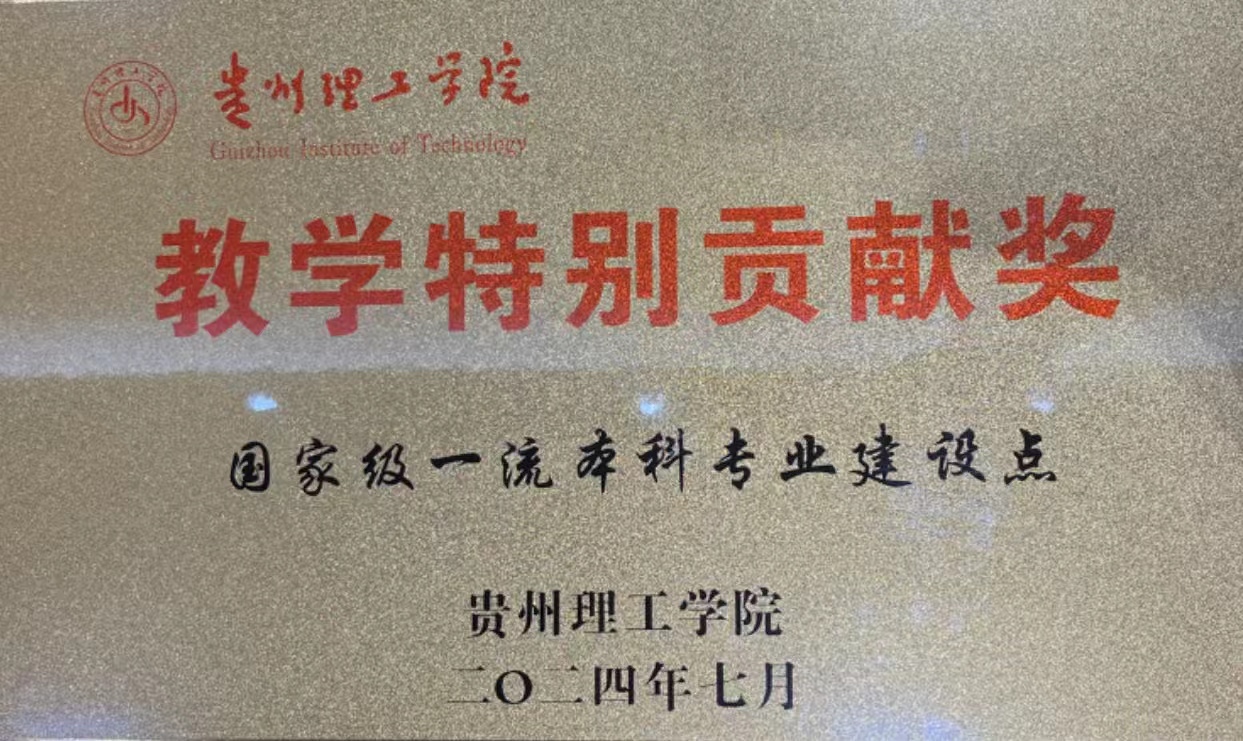 贵州理工学院
Guizhou Institute of Technology
教学特别贡献奖
国家级一流本科专业建设点
贵州理工学院
二〇二四年七月